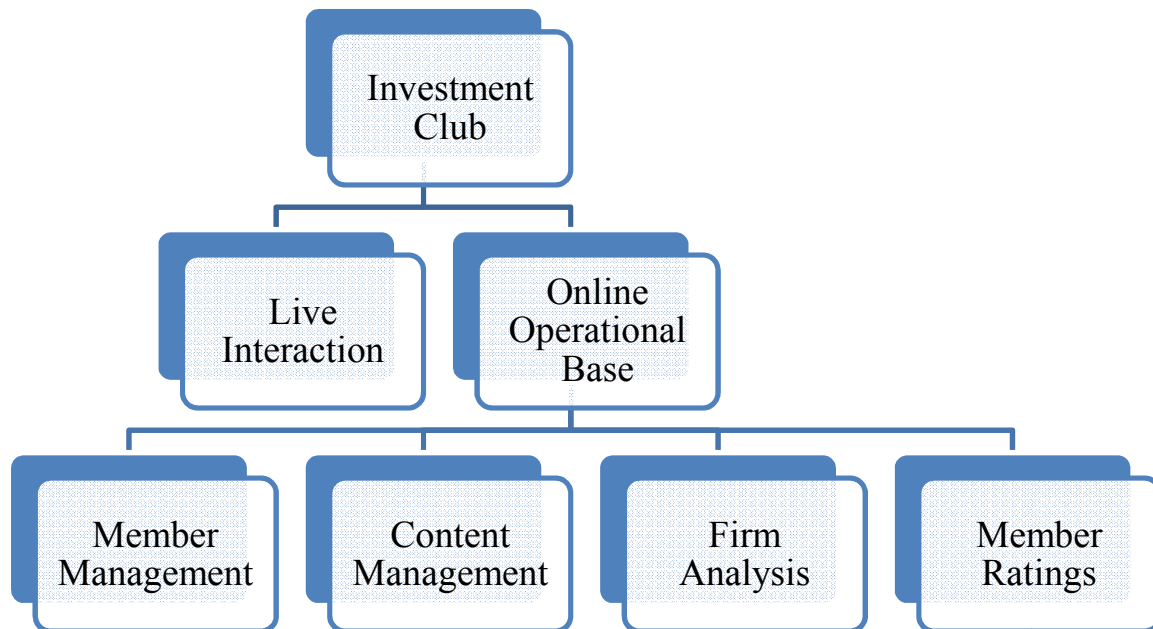 Investment
Club
Live
Interaction
Online
Operational
Base
Member
Management
Content
Management
Firm
Analysis
Member
Ratings